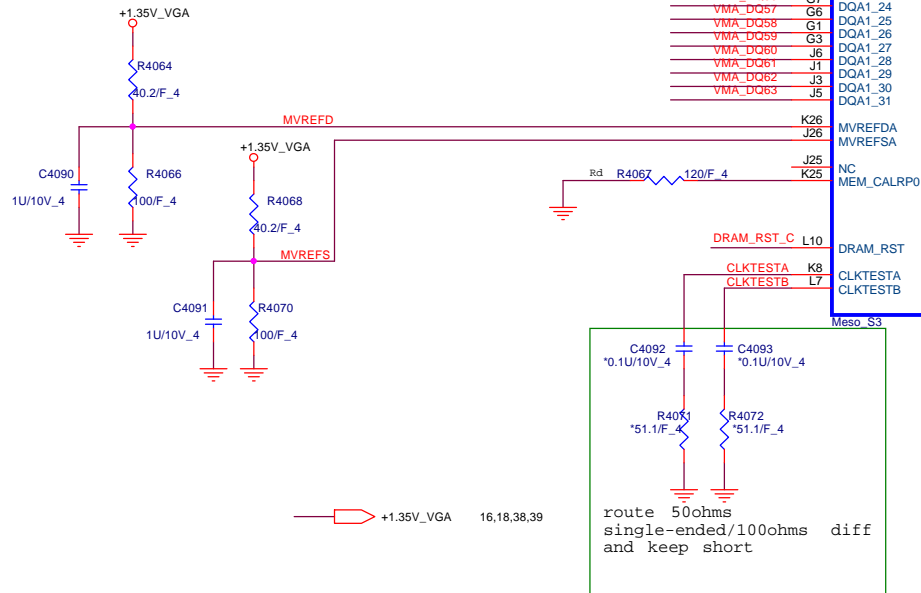 +1.35V_VGA
R4064
40.2/F_4
MVREFD
C4090
1U/10V_4
R4066
100/F_4
+1.35V_VGA
R4068
40.2/F_4
MVREFS
C4091
1U/10V_4
R4070
100/F_4
VMA_DQ57 G6 DQA1_25
VMA_DQ58 G1 DQA1_26
VMA_DQ59 G3 DQA1_27
VMA_DQ60 J6 DQA1_28
VMA_DQ61 J1 DQA1_29
VMA_DQ62 J3 DQA1_30
VMA_DQ63 J5 DQA1_31
DQA1_24
K26 MVREFDA
J26 MVREFSA
J25 NC
Rd R4067 120/F_4 K25 MEM_CALRP0
DRAM_RST_C L10 DRAM_RST
CLKTESTA K8 CLKTESTA
CLKTESTB L7 CLKTESTB
Meso_S3
C4092
*0.1U/10V_4
C4093
*0.1U/10V_4
R4071
*51.1/F_4
R4072
*51.1/F_4
+1.35V_VGA 16,18,38,39
route 50ohms
single-ended/100ohms diff
and keep short